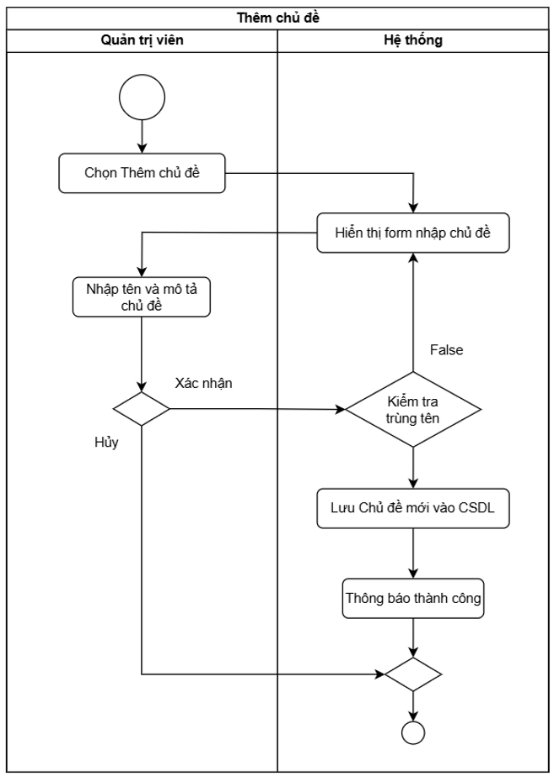 Thêm chủ đề
Quản trị viên
Hệ thống
Chọn Thêm chủ đề
Hiển thị form nhập chủ đề
Nhập tên và mô tả
chủ đề
False
Xác nhận
Kiểm tra
trùng tên
Hủy
Lưu Chủ đề mới vào CSDL
Thông báo thành công